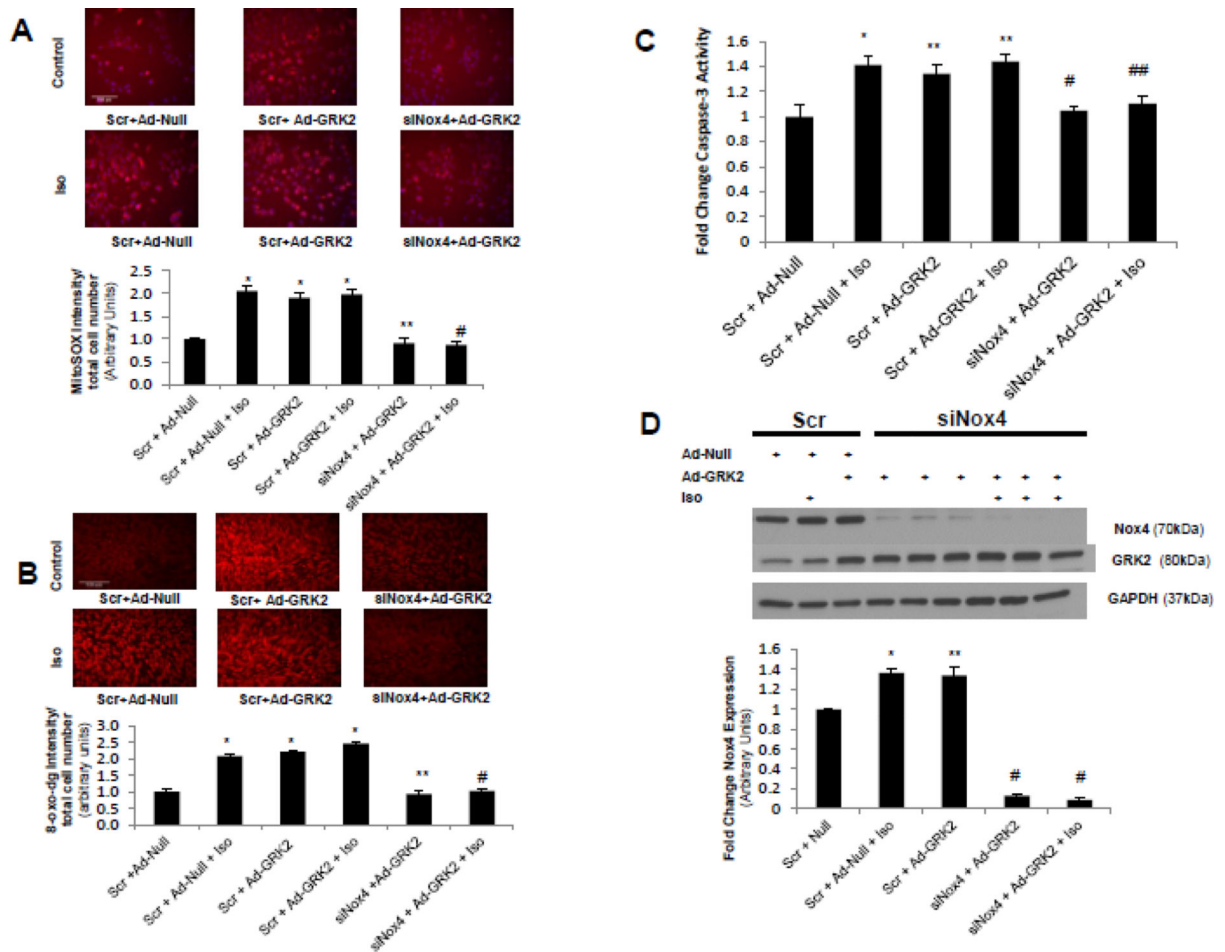 A
Control
Scr+Ad-Null
Scr+ Ad-GRK2
siNox4+Ad-GRK2
Iso
Scr+Ad-Null
Scr+Ad-GRK2
siNox4+Ad-GRK2
MitoSOX Intensity/
total cell number
(Arbitrary Units)
2.5
2.0
1.5
1.0
0.5
0.0
*
*
*
**
#
Scr + Ad-Null
Scr + Ad-Null + Iso
Scr + Ad-GRK2
Scr + Ad-GRK2 + Iso
siNox4 + Ad-GRK2
siNox4 + Ad-GRK2 + Iso
B
Control
Scr+Ad-Null
Scr+ Ad-GRK2
siNox4+Ad-GRK2
Iso
Scr+Ad-Null
Scr+Ad-GRK2
siNox4+Ad-GRK2
8-oxo-dg Intensity/
total cell number
(arbitrary units)
3.0
2.5
2.0
1.5
1.0
0.5
0.0
*
*
*
**
#
Scr +Ad-Null
Scr + Ad-Null + Iso
Scr + Ad-GRK2
Scr + Ad-GRK2 + Iso
siNox4 +Ad-GRK2
siNox4 + Ad-GRK2 + Iso
C
Fold Change Caspase-3 Activity
1.6
1.4
1.2
1
0.8
0.6
0.4
0.2
0
*
**
**
#
##
Scr + Ad-Null
Scr + Ad-Null + Iso
Scr + Ad-GRK2
Scr + Ad-GRK2 + Iso
siNox4 + Ad-GRK2
siNox4 + Ad-GRK2 + Iso
D
Scr siNox4
Ad-Null + + +
Ad-GRK2 + + + + + + +
Iso + + + +
Nox4 (70kDa)
GRK2 (80kDa)
GAPDH (37kDa)
Fold Change Nox4 Expression
(Arbitrary Units)
1.6
1.4
1.2
1
0.8
0.6
0.4
0.2
0
*
**
#
#
Scr + Null
Scr + Ad-Null + Iso
Scr + Ad-GRK2
siNox4 + Ad-GRK2
siNox4 + Ad-GRK2 + Iso